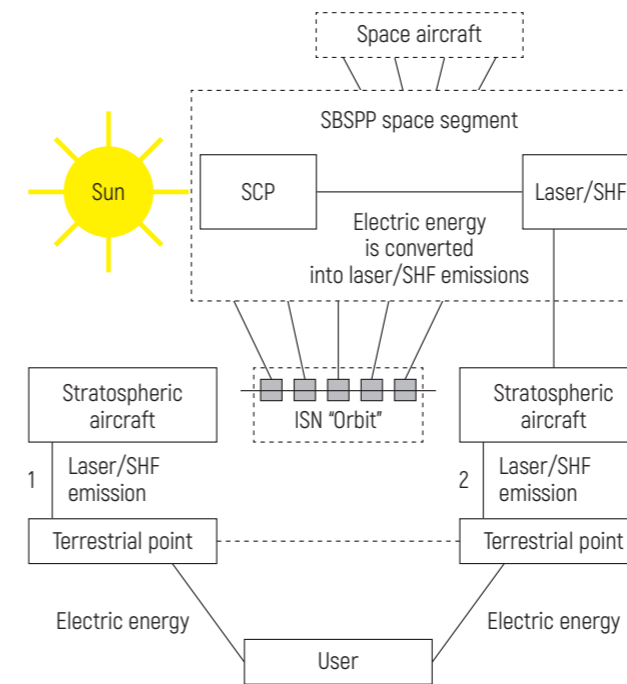 Space aircraft
SBSPP space segment
Sun
SCP
Laser/SHF
Electric energy
is converted
into laser/SHF emissions
Stratospheric
aircraft
ISN “Orbit”
Stratospheric
aircraft
1
Laser/SHF
emission
2
Laser/SHF
emission
Terrestrial point
Terrestrial point
Electric energy
Electric energy
User